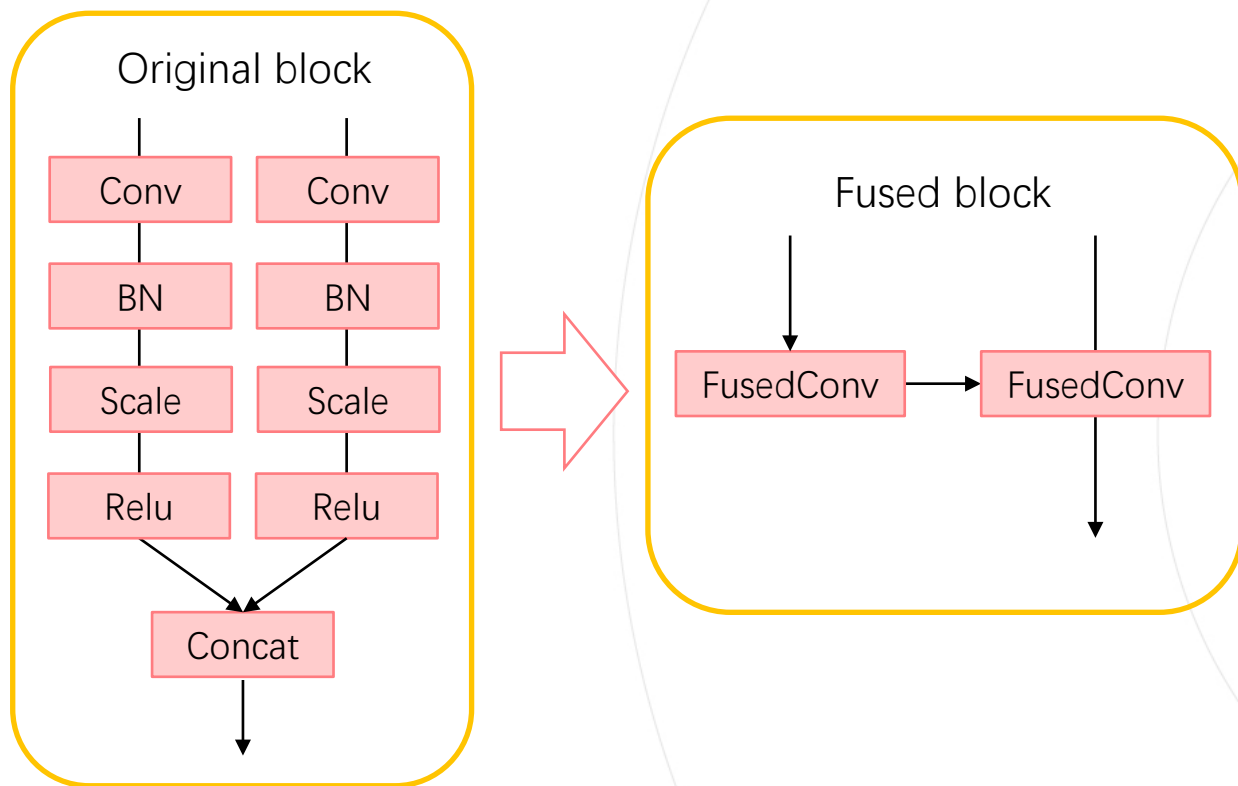 Original block
Conv
Conv
BN
BN
Scale
Scale
Relu
Relu
Concat
Fused block
FusedConv
FusedConv